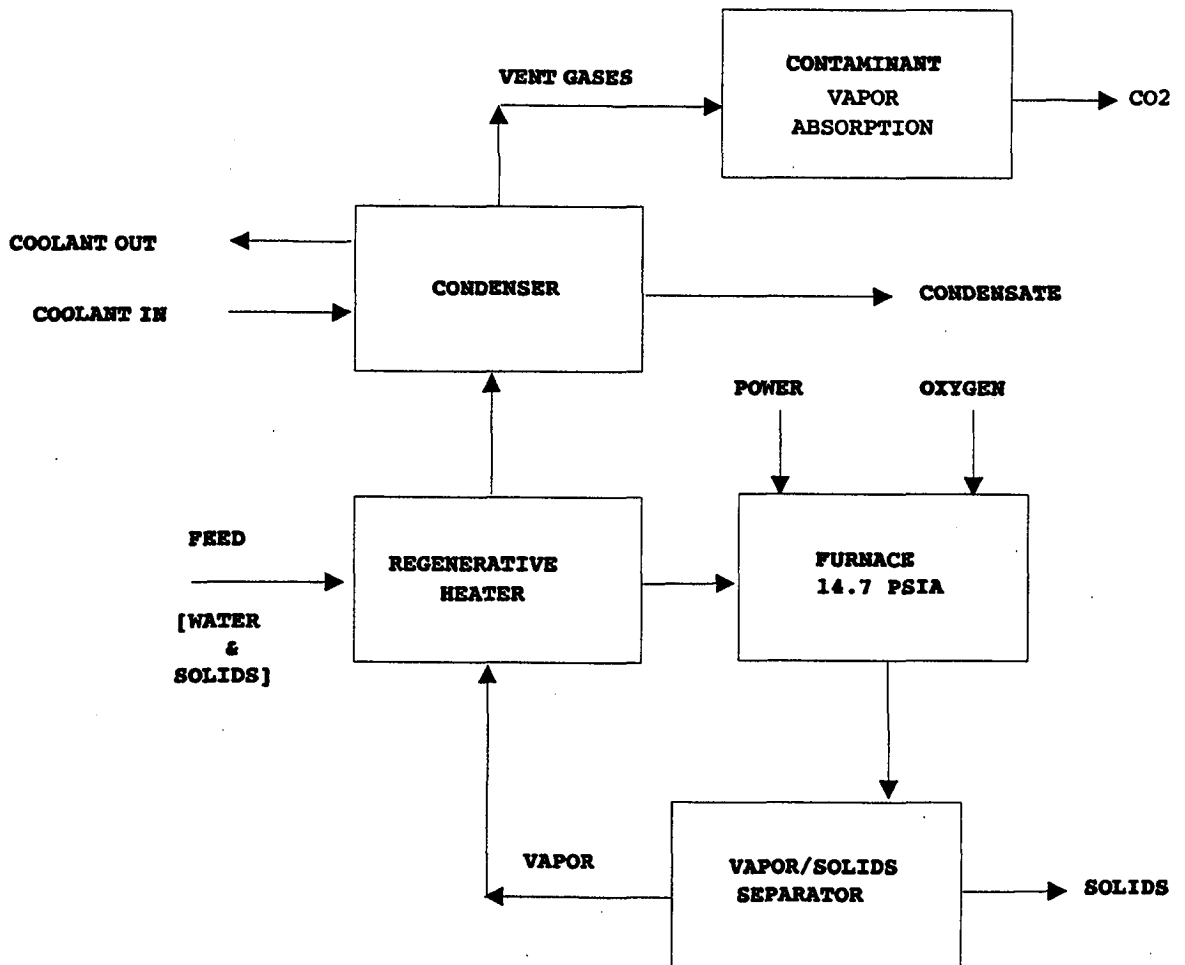 VENT GASES
CONTAMINANT
VAPOR
ABSORPTION
CO2
COOLANT OUT
COOLANT IN
CONDENSER
CONDENSATE
POWER
OXYGEN
FEED
[WATER
&
SOLIDS]
REGENERATIVE
HEATER
FURNACE
14.7 PSIA
VAPOR
VAPOR/SOLIDS
SEPARATOR
SOLIDS